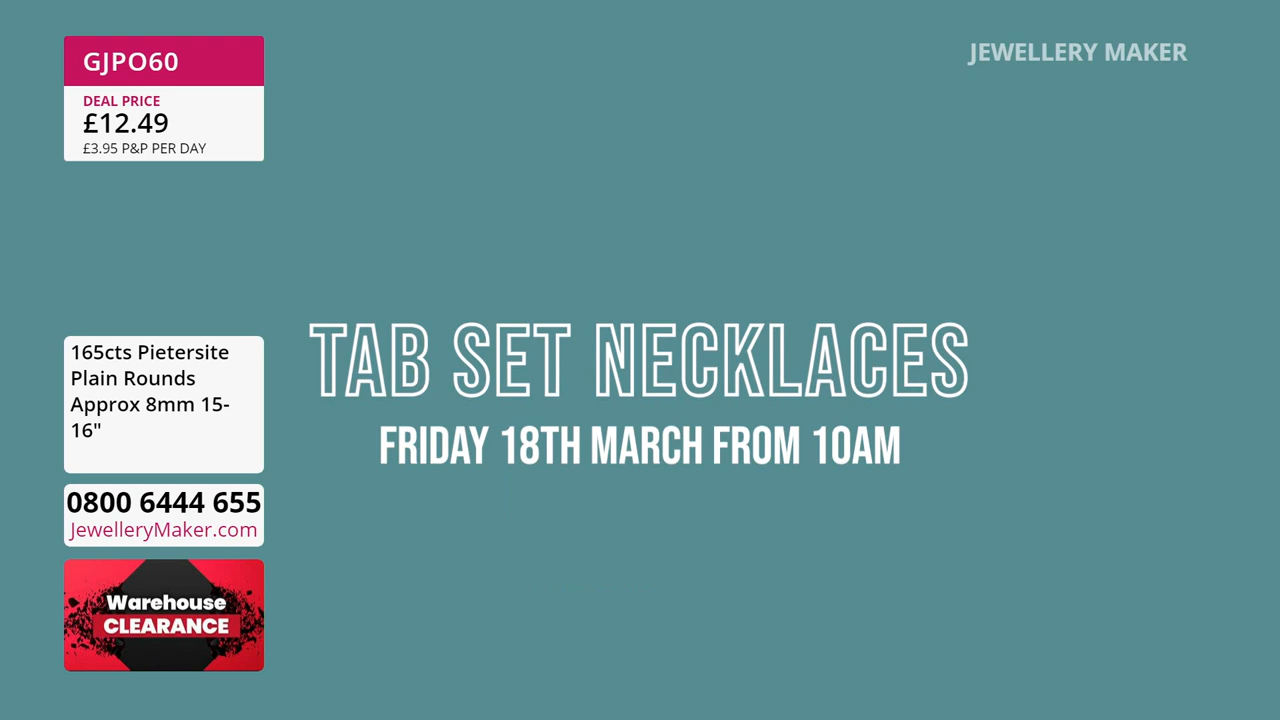 GJPO60
DEAL PRICE
£12.49
£3.95 P&P PER DAY
JEWELLERY MAKER
TAB SET NECKLACES
FRIDAY 18TH MARCH FROM 10AM
165cts Pietersite
Plain Rounds
Approx 8mm 15-
16"
0800 6444 655
JewelleryMaker.com
Warehouse
CLEARANCE